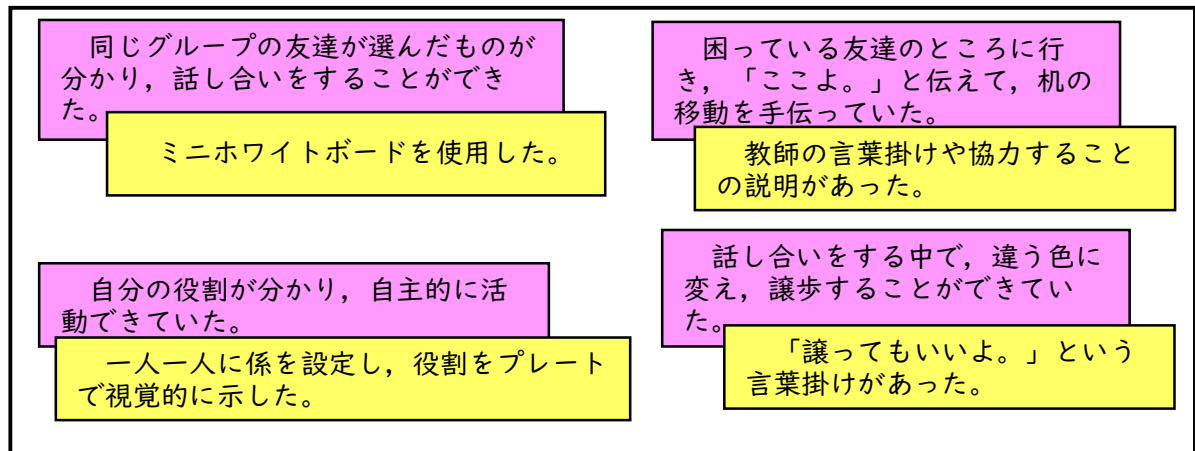 同じグループの友達が選んだものが
分かり，話し合いをすることができ
た。
ミニホワイトボードを使用した。
困っている友達のところに行
き，「ここよ。」と伝えて，机の
移動を手伝っていた。
教師の言葉掛けや協力すること
の説明があった。
自分の役割が分かり，自主的に活
動できていた。
一人一人に係を設定し，役割をプレート
で視覚的に示した。
話し合いをする中で，違う色に
変え，譲歩することができてい
た。
「譲ってもいいよ。」という
言葉掛けがあった。